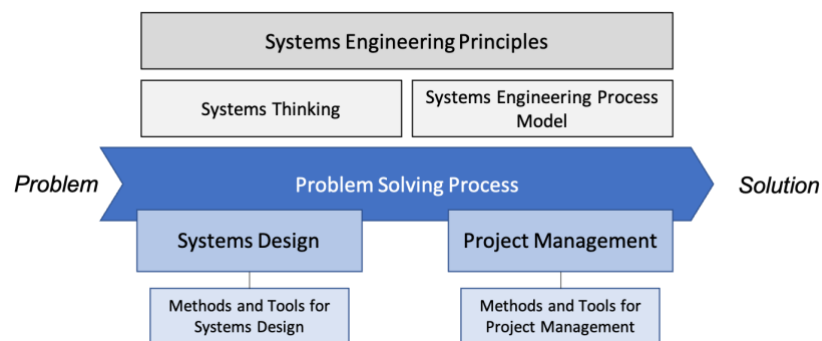 Systems Engineering Principles
Systems Thinking
Systems Engineering Process
Model
Problem
Problem Solving Process
Solution
Systems Design
Project Management
Methods and Tools for
Systems Design
Methods and Tools for
Project Management